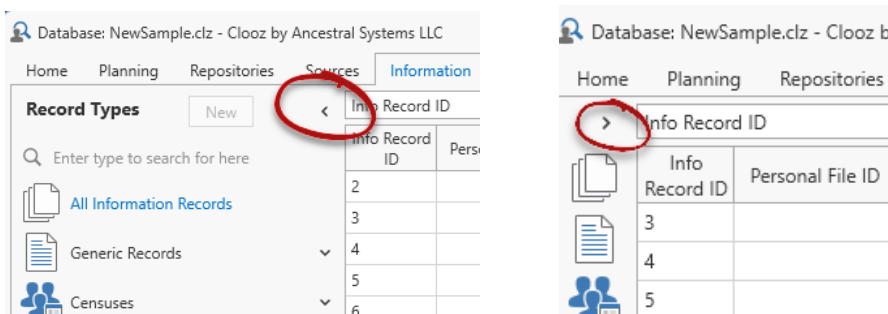 Database: NewSample.clz - Clooz by Ancestral Systems LLC
Home Planning Repositories Sources Information
Record Types New < Info Record ID
Enter type to search for here
Info Record ID
All Information Records
2
3
Generic Records
4
5
Censuses
6
Database: NewSample.clz - Clooz
Home Planning Repositories
> Info Record ID
Info
Record ID Personal File ID
3
4
5